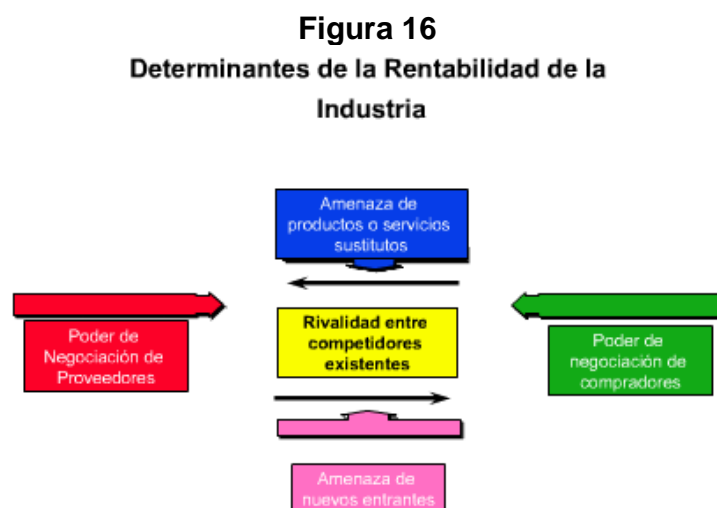 Figura 16
Determinantes de la Rentabilidad de la
Industria
Amenaza de
productos o servicios
sustitutos
Poder de
Negociación de
Proveedores
Rivalidad entre
competidores
existentes
Poder de
negociación de
compradores
Amenaza de
nuevos entrantes